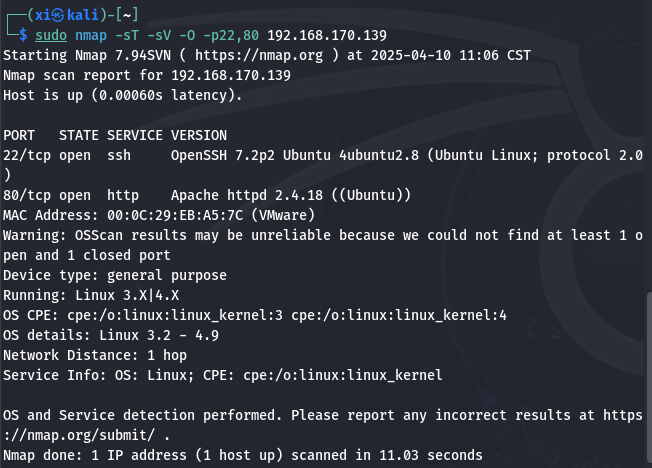 ┌──(xi㉿kali)-[~]
└─$ sudo nmap -sT -sV -O -p22,80 192.168.170.139
Starting Nmap 7.94SVN ( https://nmap.org ) at 2025-04-10 11:06 CST
Nmap scan report for 192.168.170.139
Host is up (0.00060s latency).

PORT   STATE SERVICE VERSION
22/tcp open  ssh     OpenSSH 7.2p2 Ubuntu 4ubuntu2.8 (Ubuntu Linux; protocol 2.0
)
80/tcp open  http    Apache httpd 2.4.18 ((Ubuntu))
MAC Address: 00:0C:29:EB:A5:7C (VMware)
Warning: OSScan results may be unreliable because we could not find at least 1 o
pen and 1 closed port
Device type: general purpose
Running: Linux 3.X|4.X
OS CPE: cpe:/o:linux:linux_kernel:3 cpe:/o:linux:linux_kernel:4
OS details: Linux 3.2 - 4.9
Network Distance: 1 hop
Service Info: OS: Linux; CPE: cpe:/o:linux:linux_kernel

OS and Service detection performed. Please report any incorrect results at https
://nmap.org/submit/ .
Nmap done: 1 IP address (1 host up) scanned in 11.03 seconds